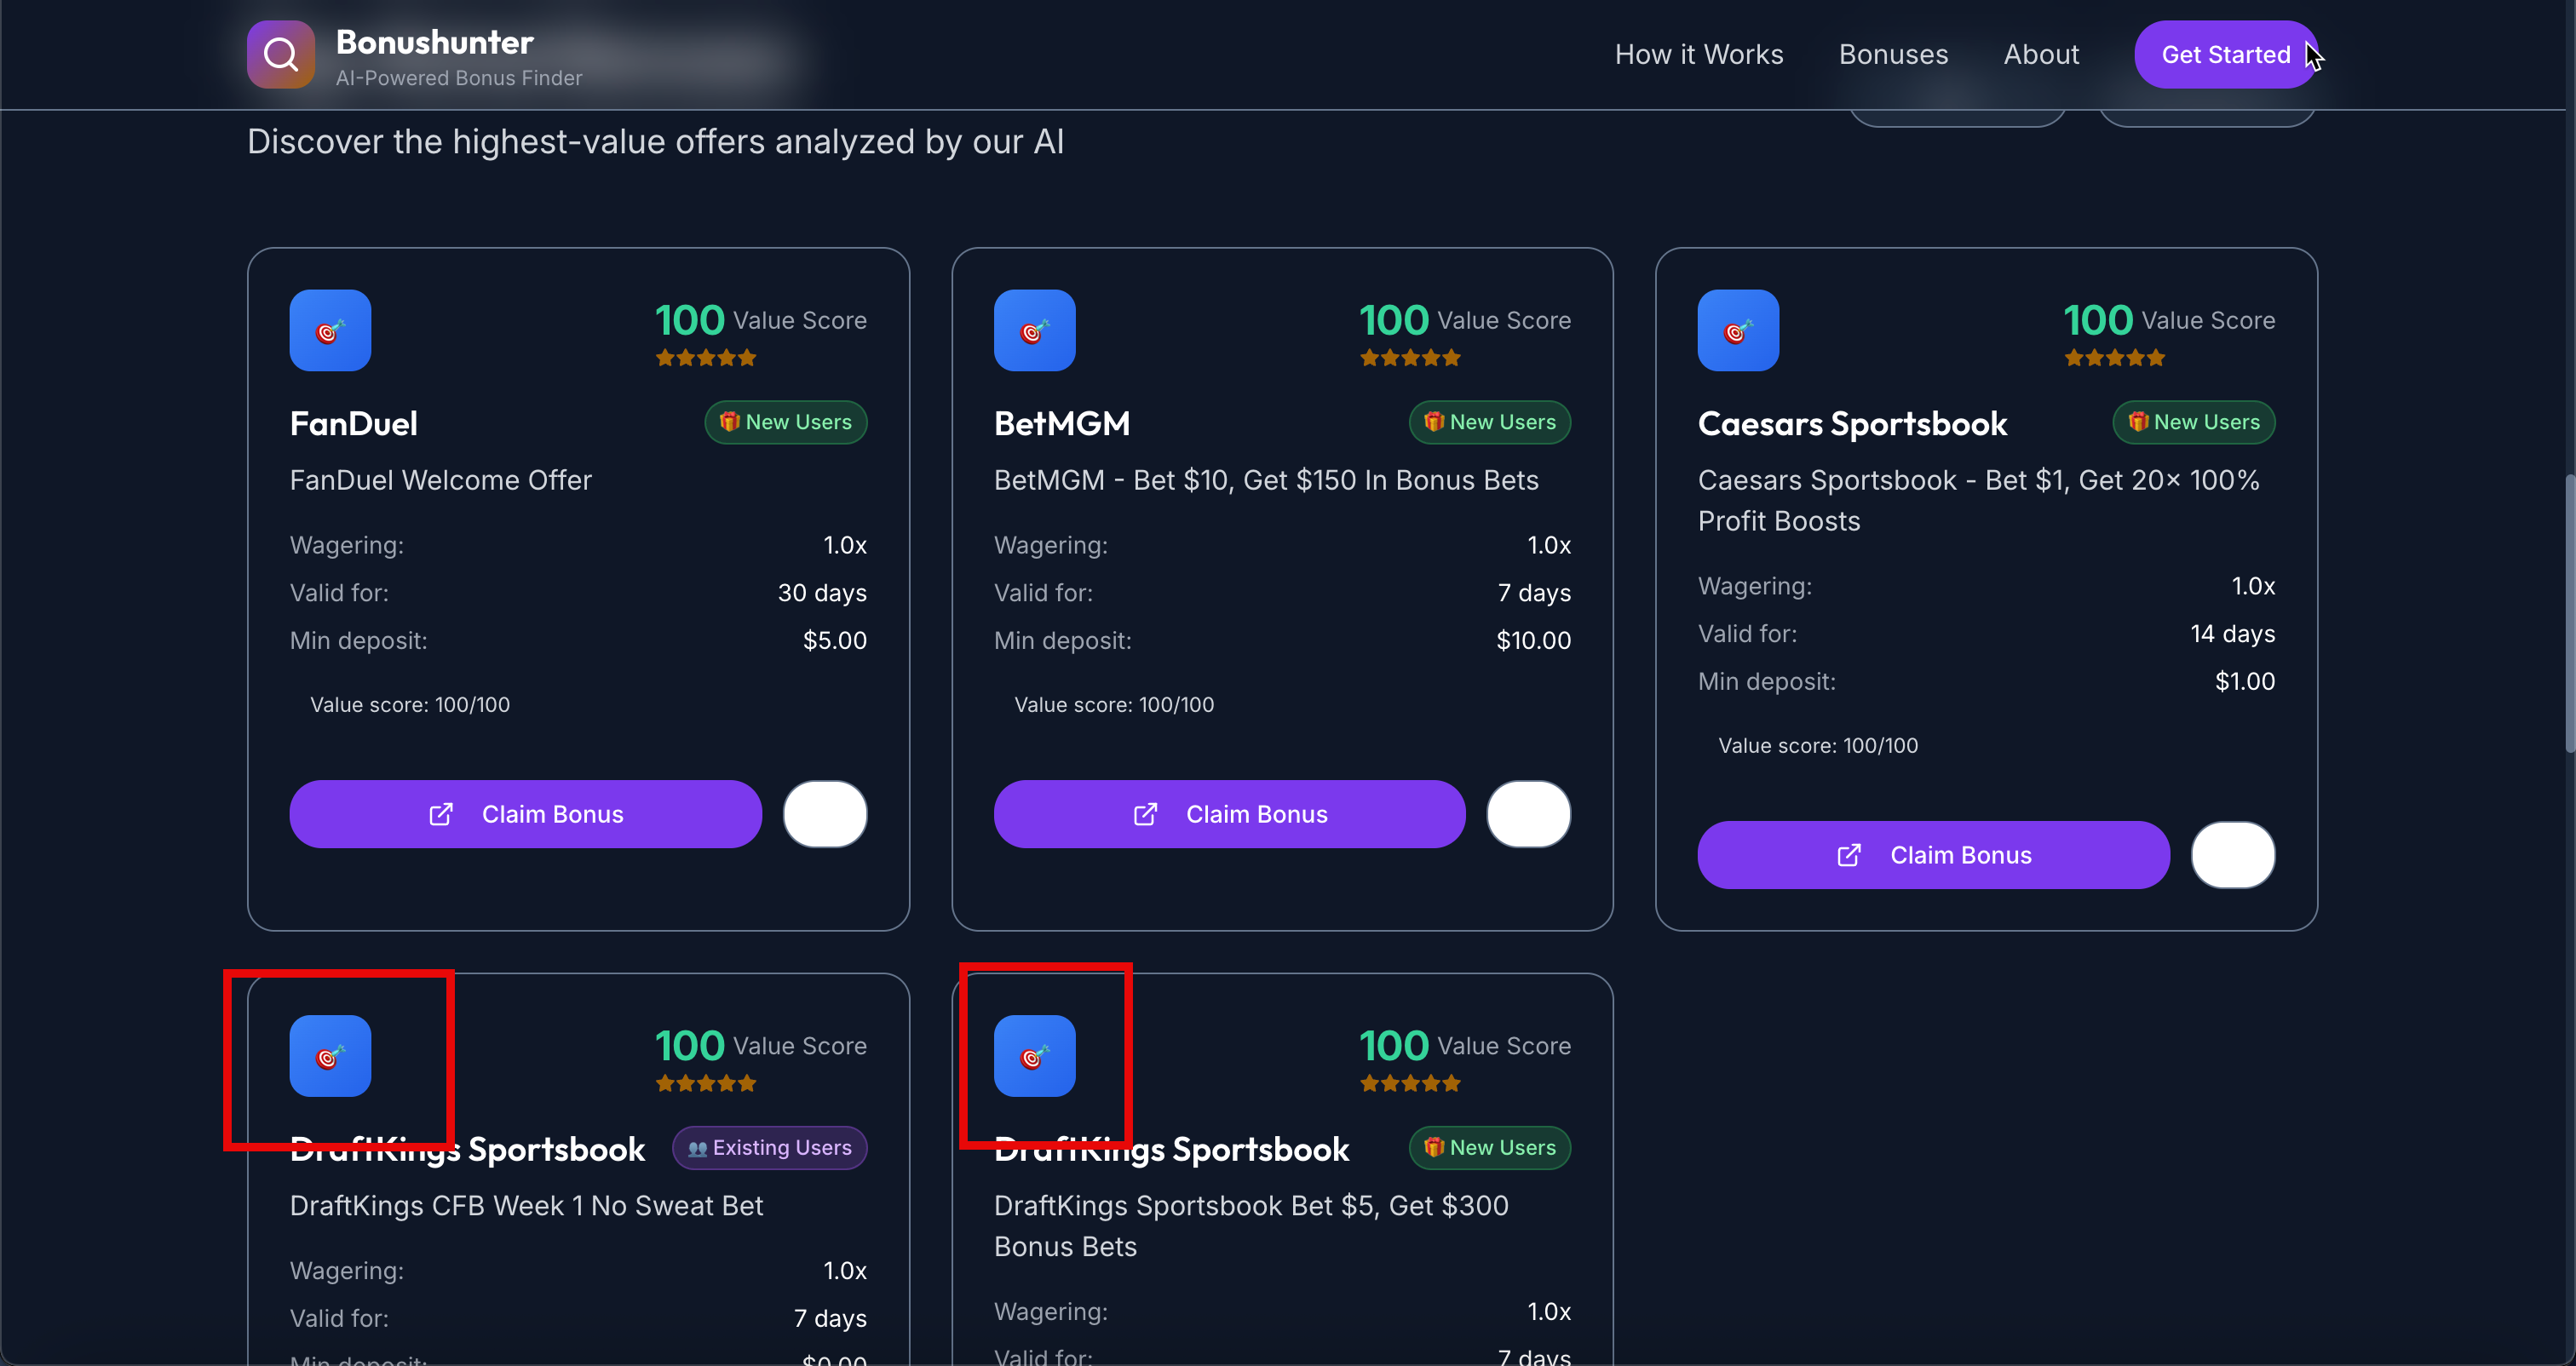 Bonushunter
AI-Powered Bonus Finder
How it Works
Bonuses
About
Get Started
Discover the highest-value offers analyzed by our AI
100 Value Score
FanDuel
New Users
FanDuel Welcome Offer
Wagering: 1.0x
Valid for: 30 days
Min deposit: $5.00
Value score: 100/100
Claim Bonus
100 Value Score
BetMGM
New Users
BetMGM - Bet $10, Get $150 In Bonus Bets
Wagering: 1.0x
Valid for: 7 days
Min deposit: $10.00
Value score: 100/100
Claim Bonus
100 Value Score
Caesars Sportsbook
New Users
Caesars Sportsbook - Bet $1, Get 20× 100%
Profit Boosts
Wagering: 1.0x
Valid for: 14 days
Min deposit: $1.00
Value score: 100/100
Claim Bonus
100 Value Score
DraftKings Sportsbook
Existing Users
DraftKings CFB Week 1 No Sweat Bet
Wagering: 1.0x
Valid for: 7 days
Min deposit: $0.00
100 Value Score
DraftKings Sportsbook
New Users
DraftKings Sportsbook Bet $5, Get $300
Bonus Bets
Wagering: 1.0x
Valid for: 7 days